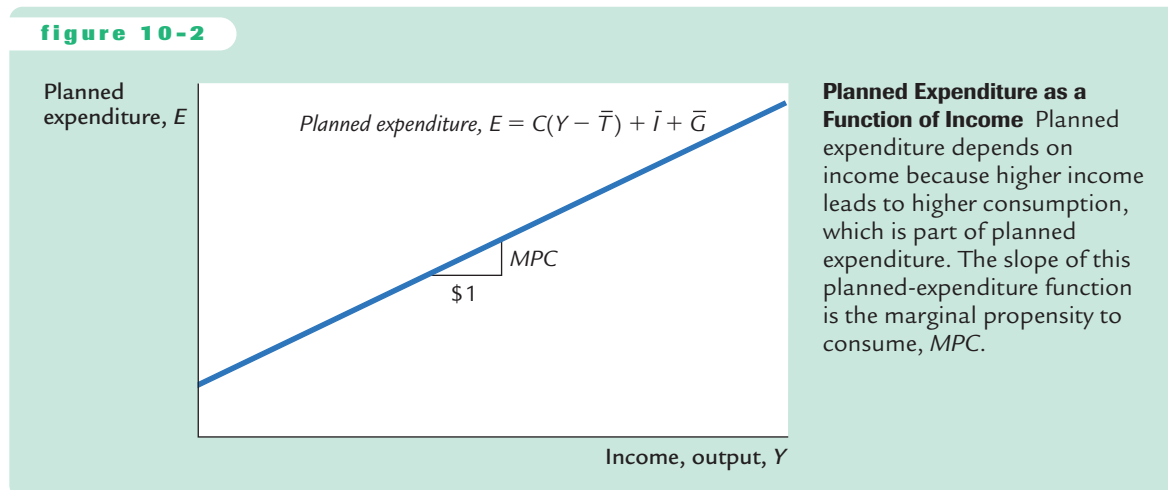 figure 10-2
Planned
expenditure, E
Planned expenditure, E = C(Y − T̄) + Ī + Ḡ
MPC
$1
Income, output, Y
Planned Expenditure as a
Function of Income Planned
expenditure depends on
income because higher income
leads to higher consumption,
which is part of planned
expenditure. The slope of this
planned-expenditure function
is the marginal propensity to
consume, MPC.